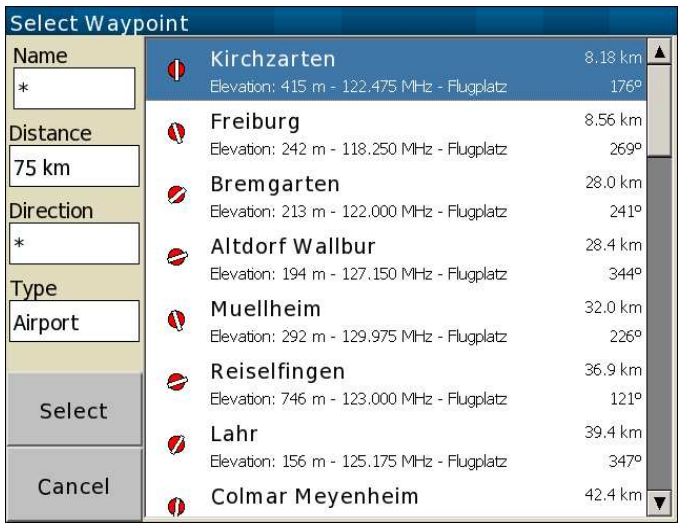 Select Waypoint
Name
*
Distance
75 km
Direction
*
Type
Airport
Select
Cancel
Kirchzarten 8.18 km
Elevation: 415 m - 122.475 MHz - Flugplatz 176°
Freiburg 8.56 km
Elevation: 242 m - 118.250 MHz - Flugplatz 269°
Bremgarten 28.0 km
Elevation: 213 m - 122.000 MHz - Flugplatz 241°
Altdorf Wallbur 28.4 km
Elevation: 194 m - 127.150 MHz - Flugplatz 344°
Muellheim 32.0 km
Elevation: 292 m - 129.975 MHz - Flugplatz 226°
Reiselfingen 36.9 km
Elevation: 746 m - 123.000 MHz - Flugplatz 121°
Lahr 39.4 km
Elevation: 156 m - 125.175 MHz - Flugplatz 347°
Colmar Meyenheim 42.4 km